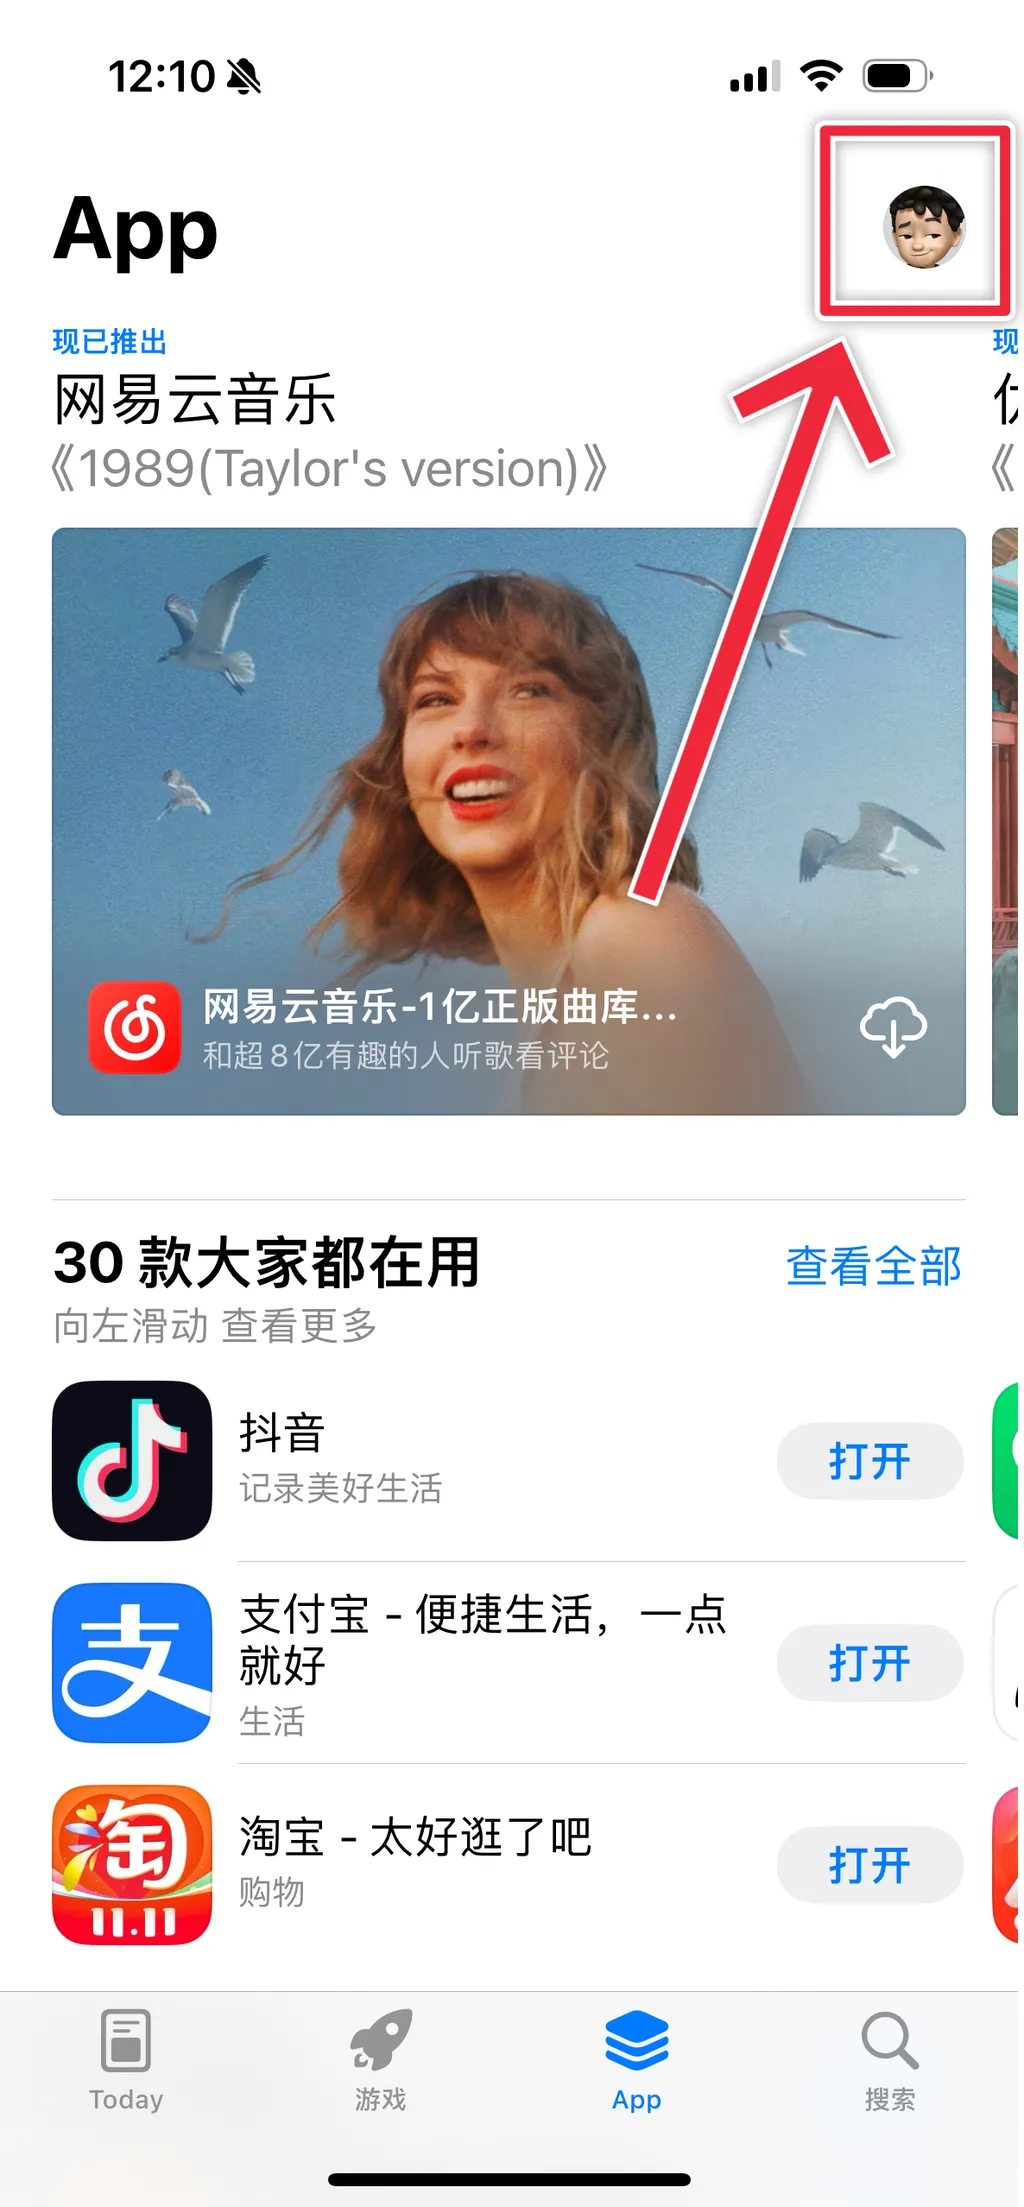 12:10
App
现已推出
现
网易云音乐
《1989(Taylor's version)》
《
网易云音乐-1亿正版曲库...
和超8亿有趣的人听歌看评论
30 款大家都在用
查看全部
向左滑动 查看更多
抖音
记录美好生活
打开
支
支付宝 - 便捷生活，一点
就好
生活
打开
淘
11.11
淘宝 - 太好逛了吧
购物
打开
Today
游戏
App
搜索